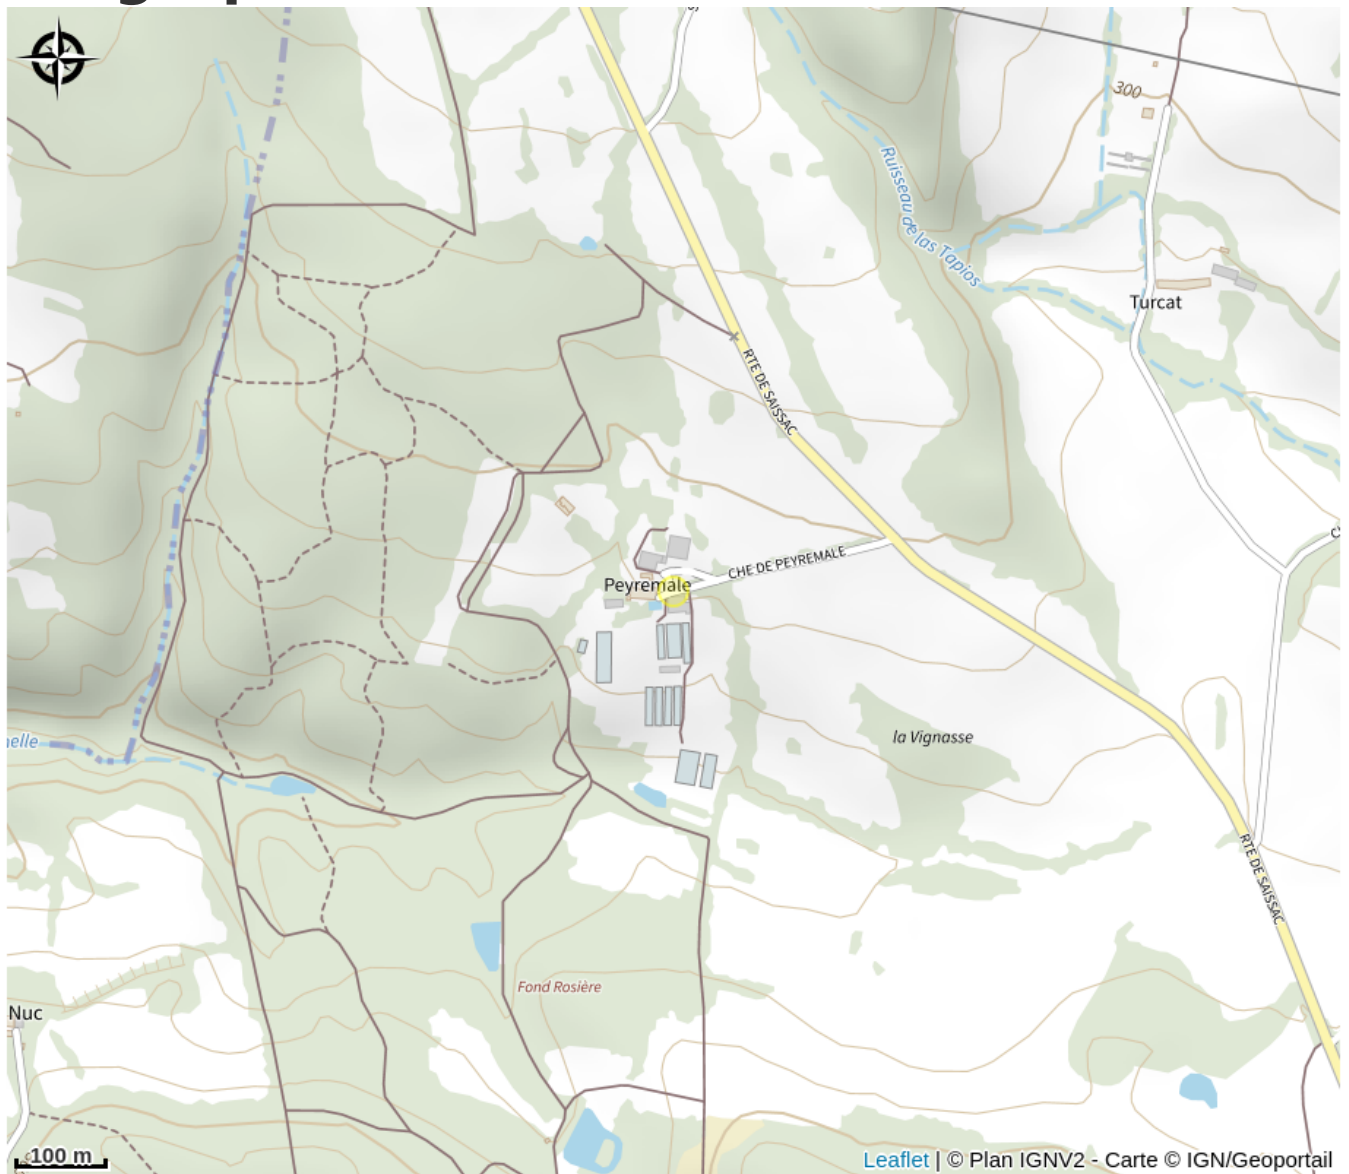 300
Ruisseau de las Tapios
Turcat
RTE DE SAISSAC
CHE DE PEYREMALE
Peyremale
la Vignasse
elle
RTE DE SAISSAC
Fond Rosière
Nuc
100 m
Leaflet | © Plan IGNV2 - Carte © IGN/Geoportail